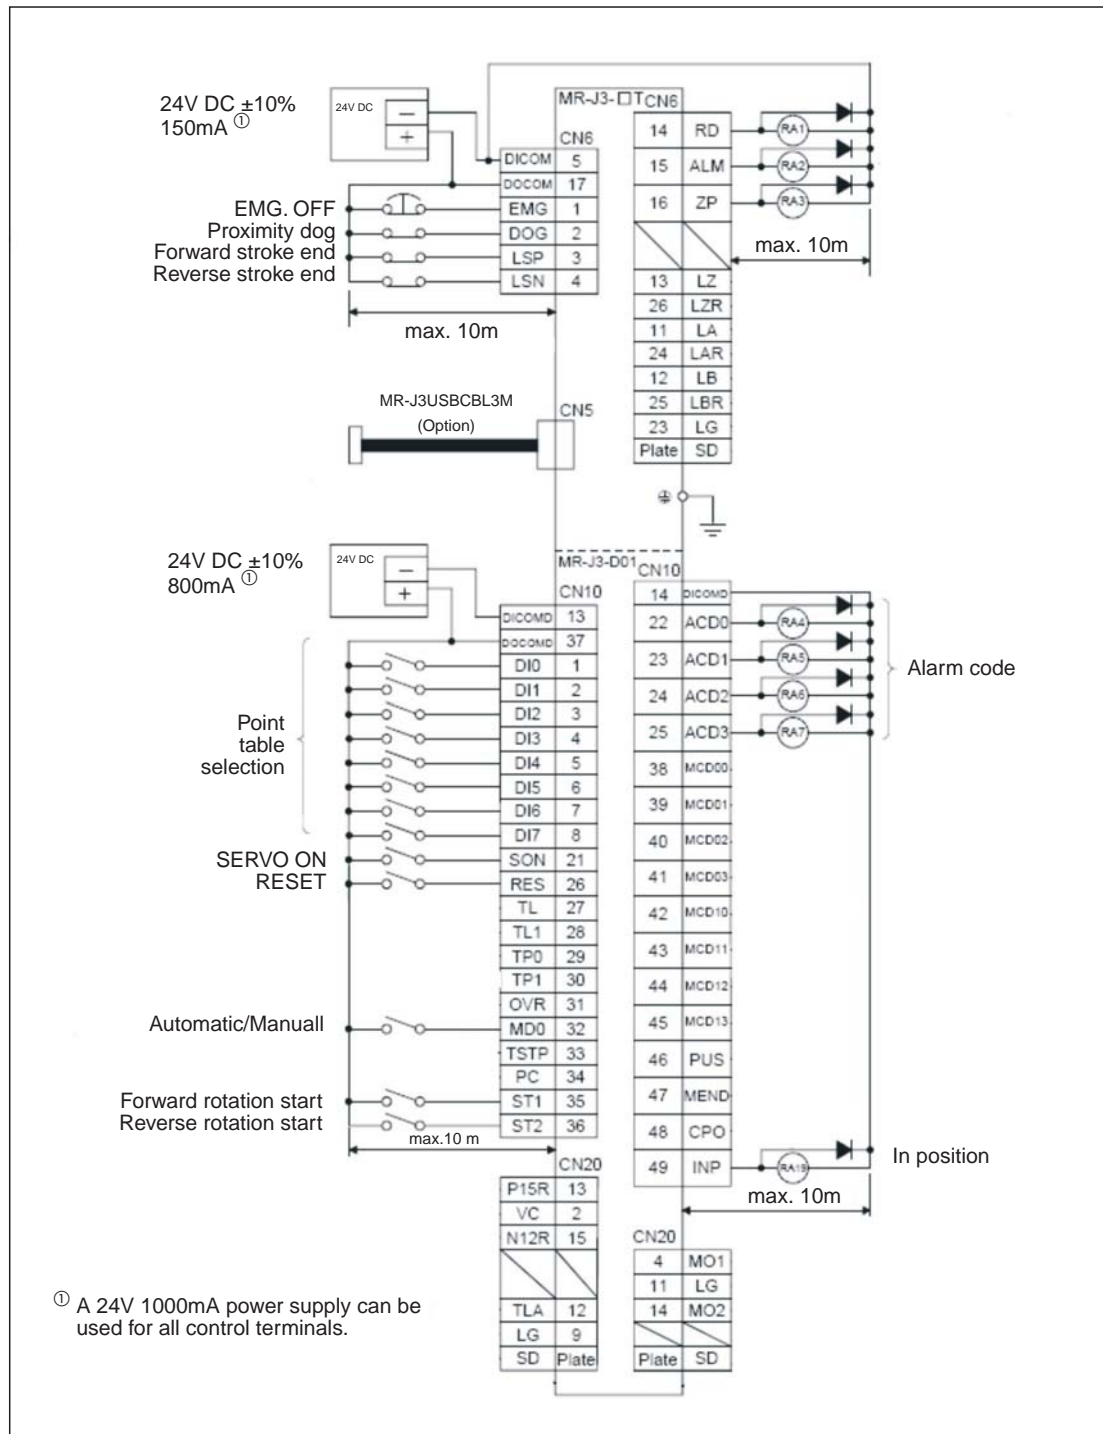 MR-J3-□T
CN6
24V DC ±10%
150mA ①
24V DC
−
+
CN6
DICOM 5
DOCOM 17
EMG. OFF
EMG 1
Proximity dog
DOG 2
Forward stroke end
LSP 3
Reverse stroke end
LSN 4
max. 10m
14 RD RA1
15 ALM RA2
16 ZP RA3
max. 10m
13 LZ
26 LZR
11 LA
24 LAR
12 LB
25 LBR
23 LG
Plate SD
MR-J3USBCBL3M
(Option)
CN5
MR-J3-D01
24V DC ±10%
800mA ①
24V DC
−
+
CN10
DICOMD 13
DOCOMD 37
DI0 1
DI1 2
DI2 3
DI3 4
DI4 5
DI5 6
DI6 7
DI7 8
Point
table
selection
SERVO ON
SON 21
RESET
RES 26
TL 27
TL1 28
TP0 29
TP1 30
OVR 31
Automatic/Manuall
MD0 32
TSTP 33
PC 34
Forward rotation start
ST1 35
Reverse rotation start
ST2 36
max.10 m
CN10
14 DICOMD
22 ACD0 RA4
23 ACD1 RA5
24 ACD2 RA6
25 ACD3 RA7
Alarm code
38 MCD00
39 MCD01
40 MCD02
41 MCD03
42 MCD10
43 MCD11
44 MCD12
45 MCD13
46 PUS
47 MEND
48 CPO
49 INP RA19
In position
max. 10m
CN20
P15R 13
VC 2
N12R 15
TLA 12
LG 9
SD Plate
CN20
4 MO1
11 LG
14 MO2
Plate SD
① A 24V 1000mA power supply can be
used for all control terminals.